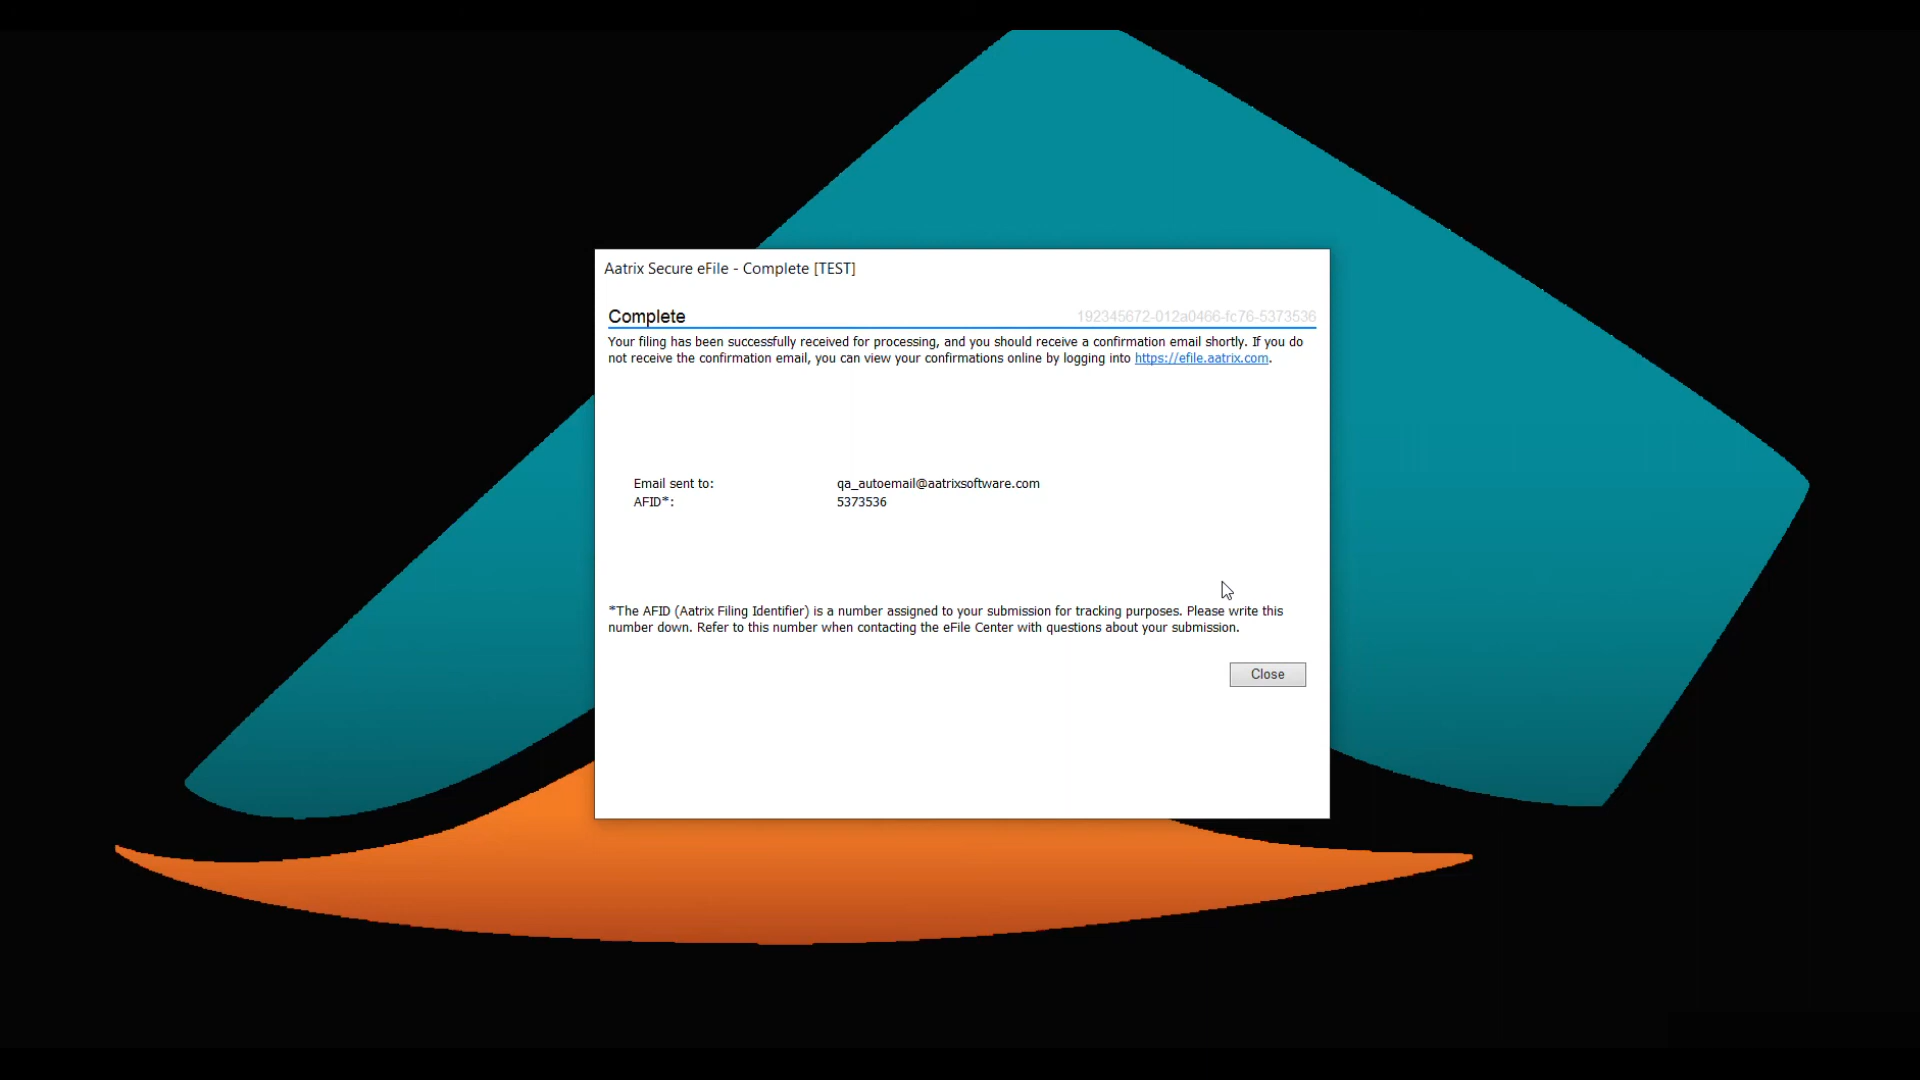 Aatrix Secure eFile - Complete [TEST]
Complete
192345672-012a0466-fc76-5373536
Your filing has been successfully received for processing, and you should receive a confirmation email shortly. If you do
not receive the confirmation email, you can view your confirmations online by logging into https://efile.aatrix.com.
Email sent to: qa_autoemail@aatrixsoftware.com
AFID*: 5373536
*The AFID (Aatrix Filing Identifier) is a number assigned to your submission for tracking purposes. Please write this
number down. Refer to this number when contacting the eFile Center with questions about your submission.
Close